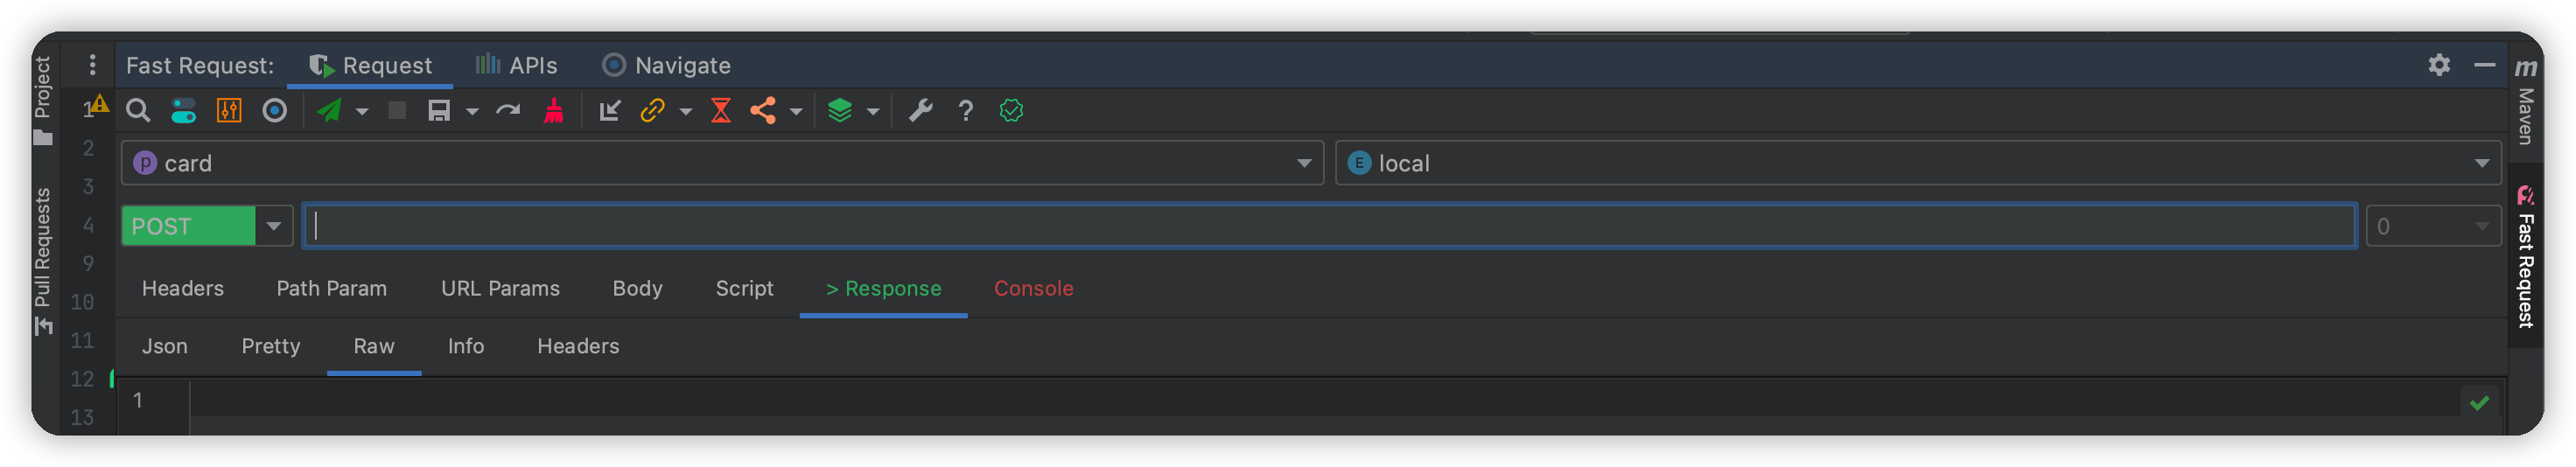 Fast Request: Request APIs Navigate
card local
POST 0
Headers Path Param URL Params Body Script > Response Console
Json Pretty Raw Info Headers
1
1
2
3
4
9
10
11
12
13
Project
Pull Requests
m Maven
Fast Request